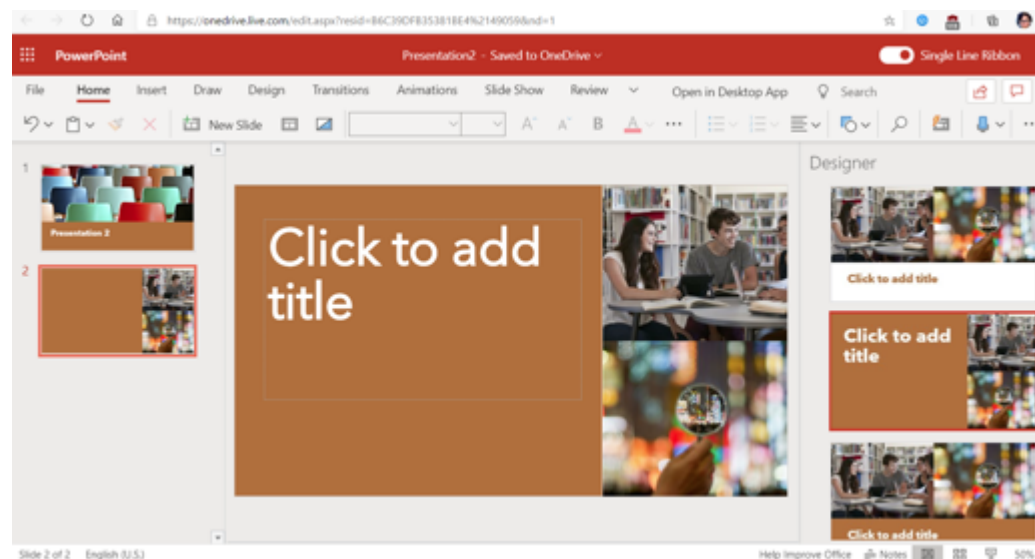 https://onedrive.live.com/edit.aspx?resid=B6C39DFB35381BE4%2149059&nd=1
PowerPoint Presentation2 - Saved to OneDrive Single Line Ribbon
File Home Insert Draw Design Transitions Animations Slide Show Review Open in Desktop App Search
New Slide A^ A˅ B A
Designer
1
Presentation 2
2
Click to add
title
Click to add title
Click to add
title
Click to add title
Slide 2 of 2 English (U.S.) Help Improve Office Notes 50%